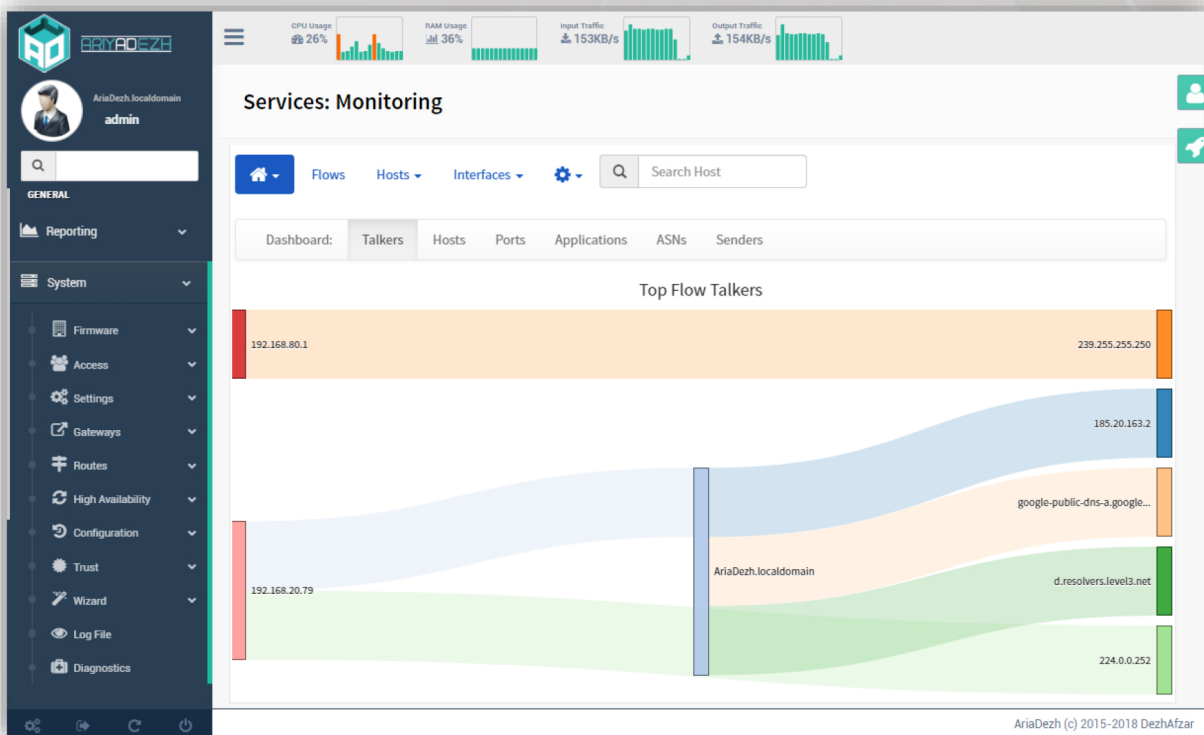 ARIYADEZH
AriaDezh.localdomain
admin
GENERAL
Reporting
System
Firmware
Access
Settings
Gateways
Routes
High Availability
Configuration
Trust
Wizard
Log File
Diagnostics
CPU Usage
26%
RAM Usage
36%
Input Traffic
153KB/s
Output Traffic
154KB/s
Services: Monitoring
Flows Hosts Interfaces Search Host
Dashboard: Talkers Hosts Ports Applications ASNs Senders
Top Flow Talkers
192.168.80.1
239.255.255.250
185.20.163.2
google-public-dns-a.google...
AriaDezh.localdomain
d.resolvers.level3.net
192.168.20.79
224.0.0.252
AriaDezh (c) 2015-2018 DezhAfzar